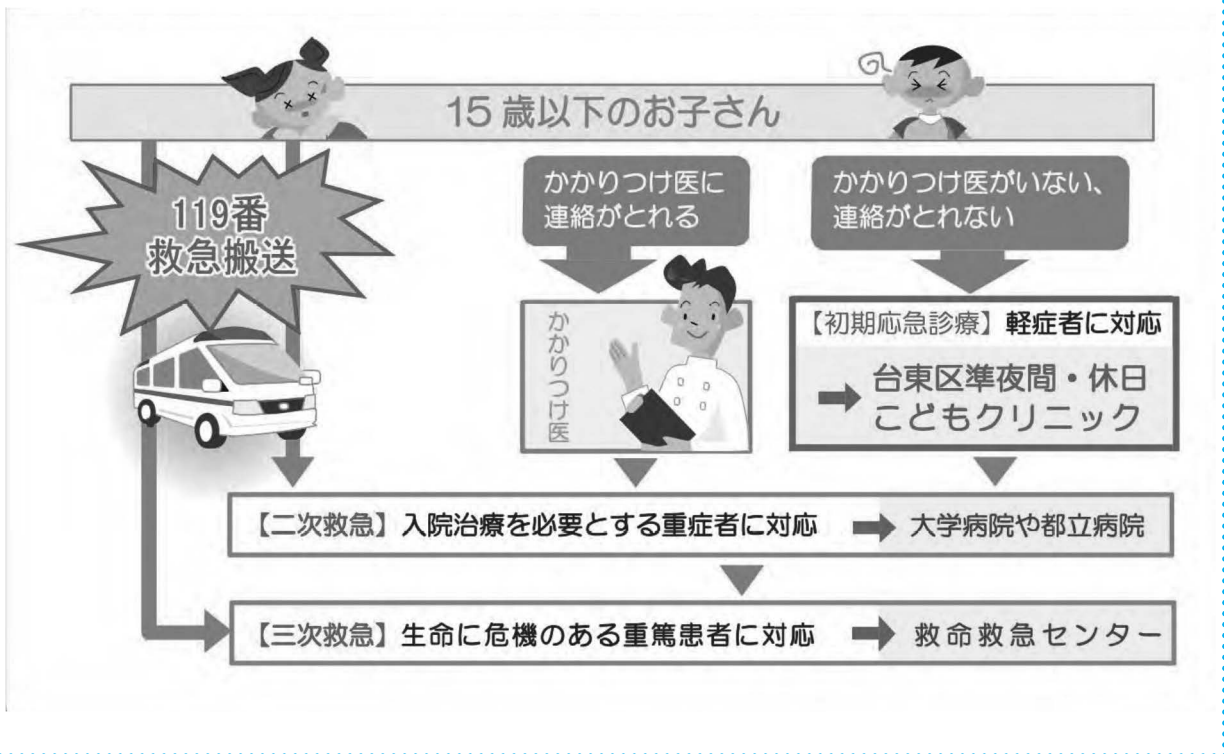 15歳以下のお子さん
119番
救急搬送
かかりつけ医に
連絡がとれる
かかりつけ医がいない、
連絡がとれない
かかりつけ医
【初期応急診療】軽症者に対応
台東区準夜間・休日
こどもクリニック
【二次救急】入院治療を必要とする重症者に対応
大学病院や都立病院
【三次救急】生命に危機のある重篤患者に対応
救命救急センター